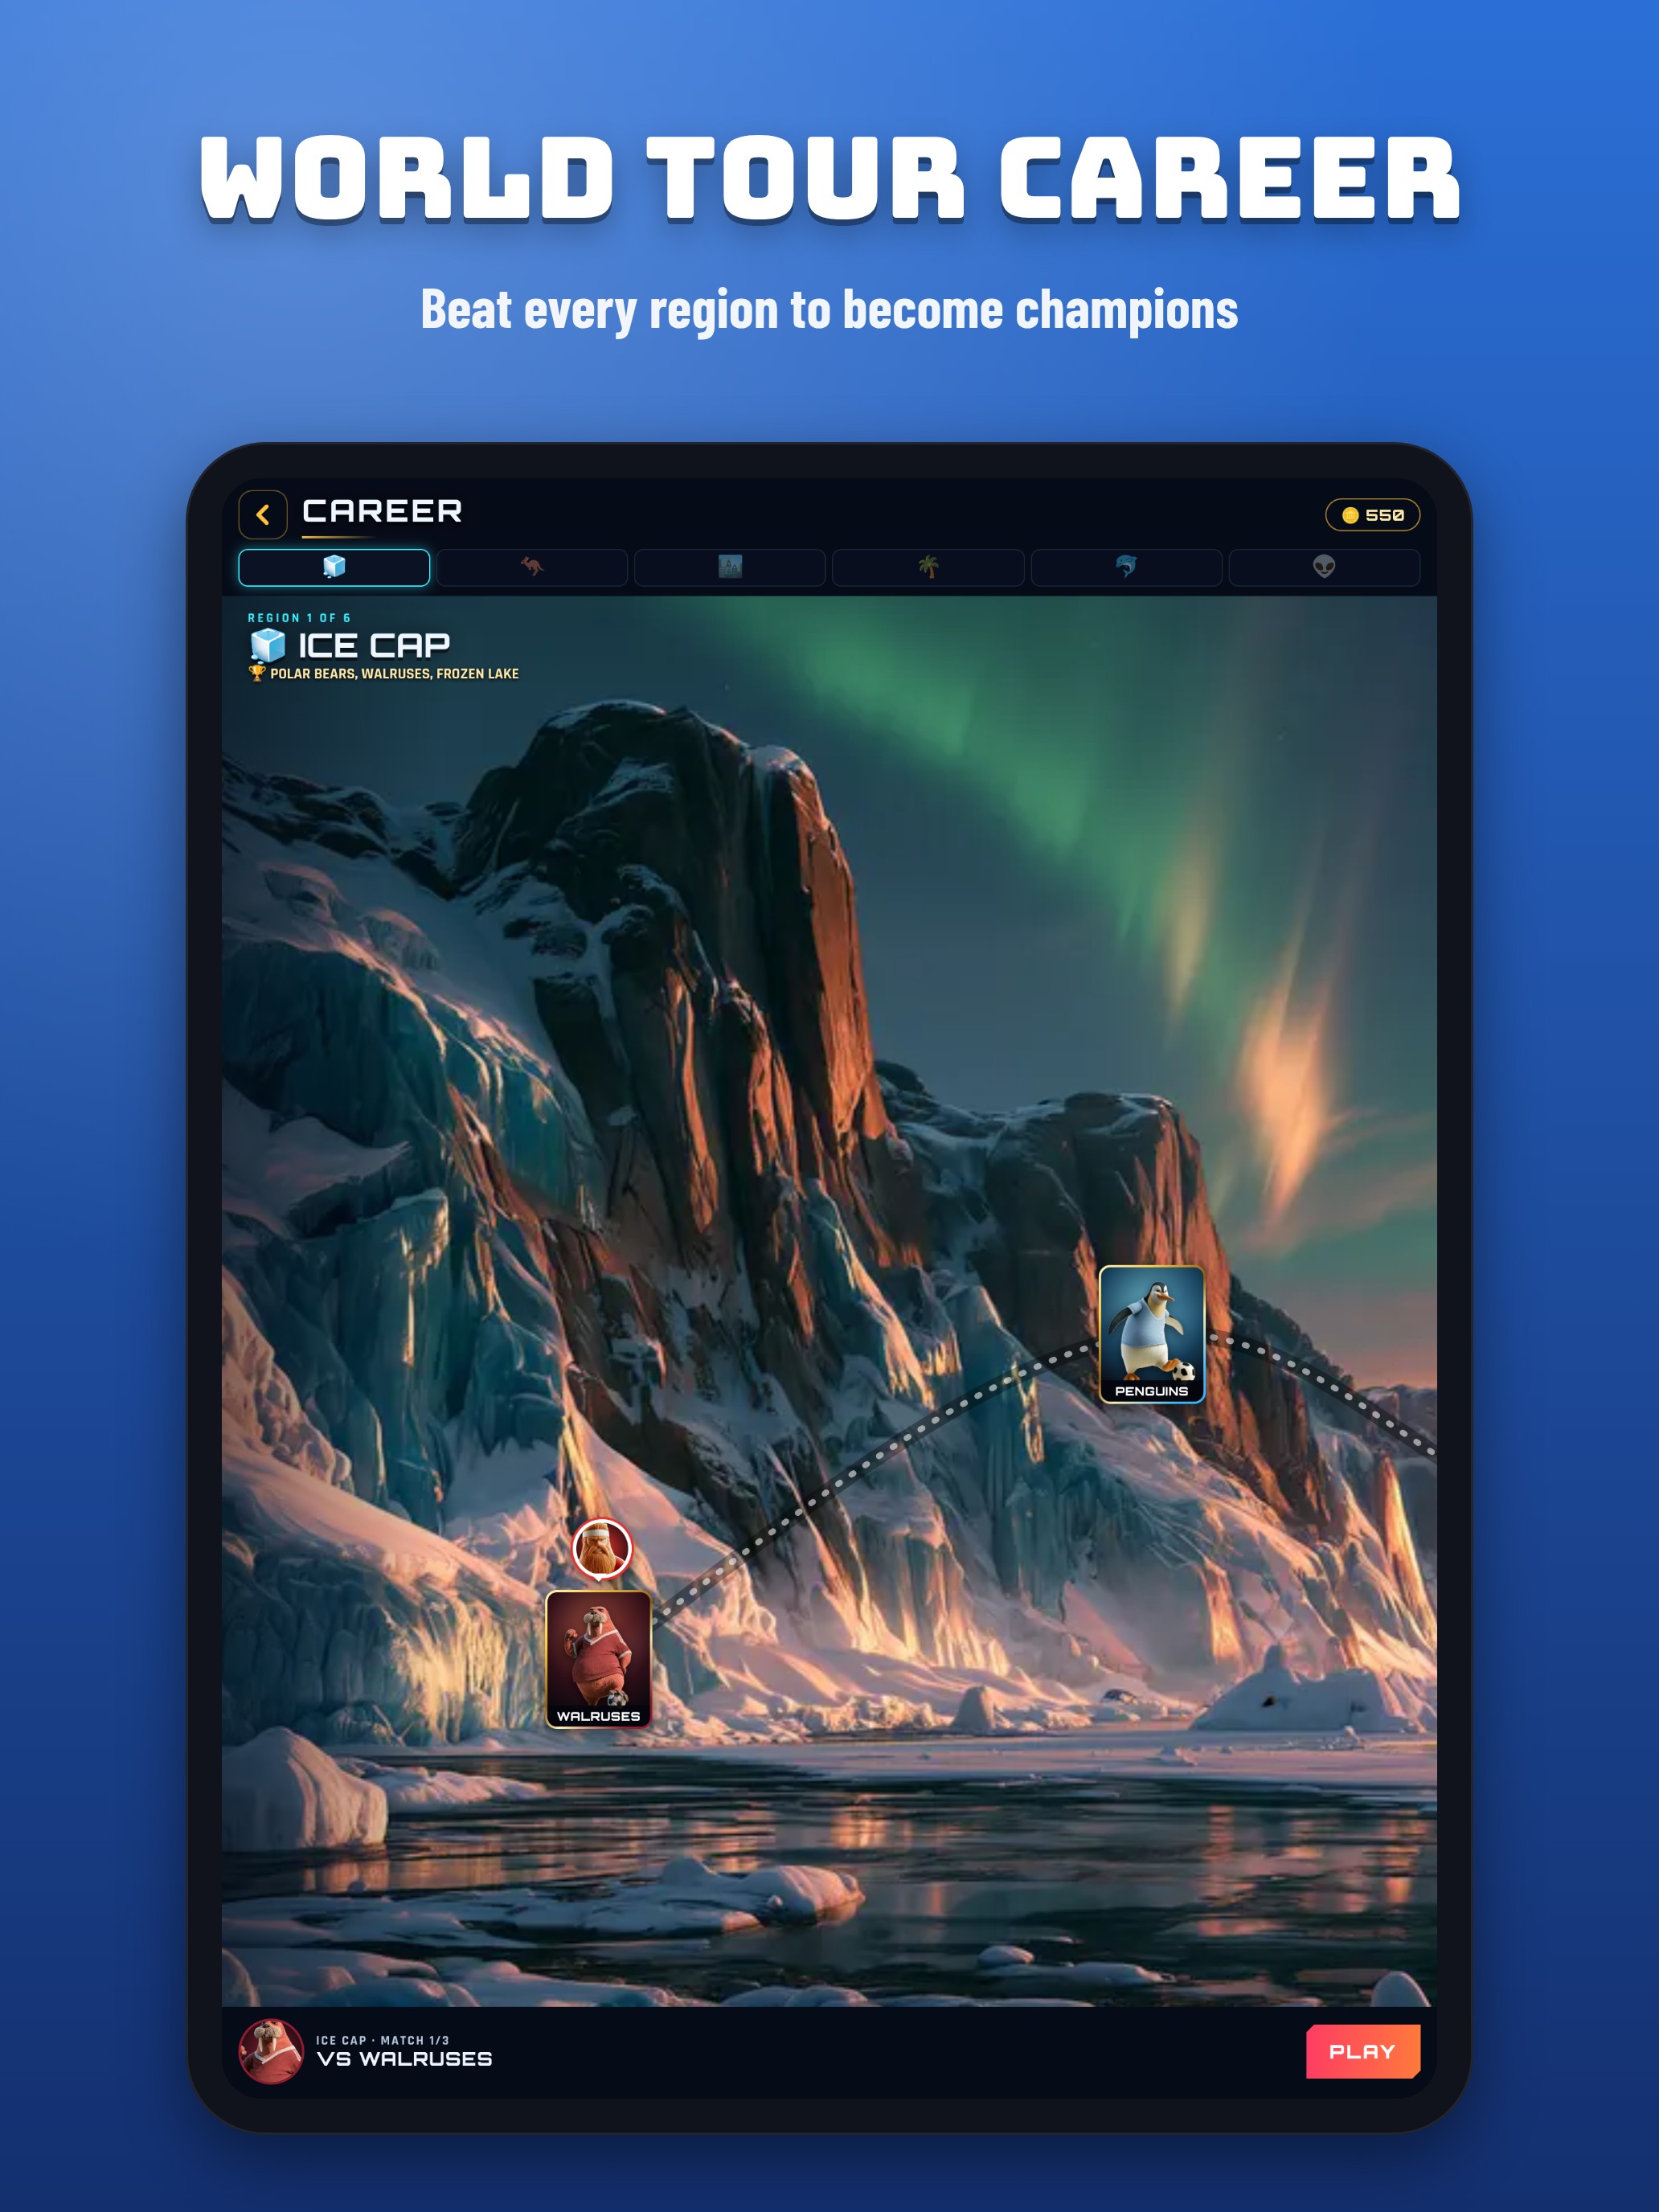 WORLD TOUR CAREER
Beat every region to become champions
CAREER
550
REGION 1 OF 6
ICE CAP
POLAR BEARS, WALRUSES, FROZEN LAKE
PENGUINS
WALRUSES
ICE CAP · MATCH 1/3
VS WALRUSES
PLAY